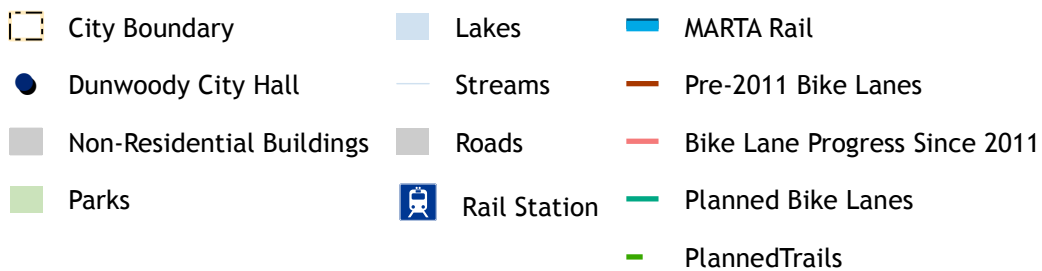 City Boundary
Dunwoody City Hall
Non-Residential Buildings
Parks
Lakes
Streams
Roads
Rail Station
MARTA Rail
Pre-2011 Bike Lanes
Bike Lane Progress Since 2011
Planned Bike Lanes
PlannedTrails